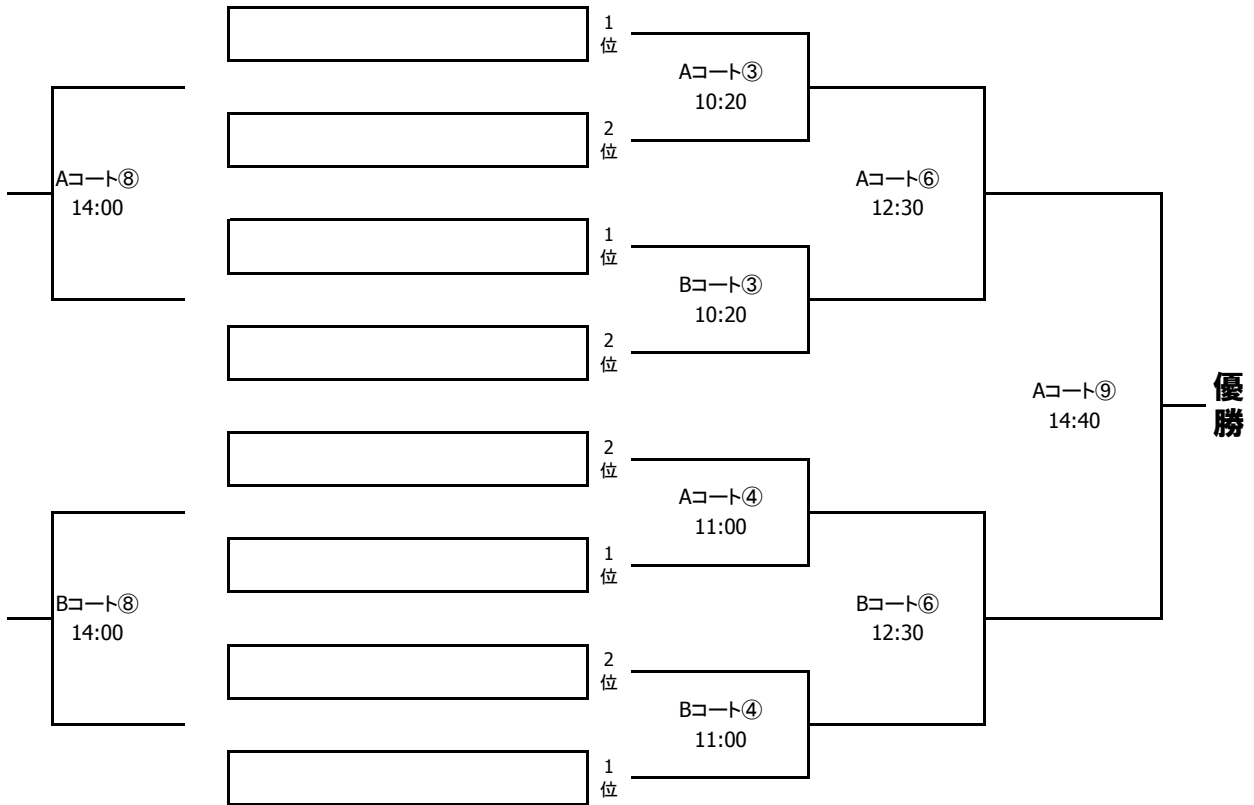 1
位
Aコート③
10:20
2
位
Aコート⑧
14:00
Aコート⑥
12:30
1
位
Bコート③
10:20
2
位
Aコート⑨
14:40
優
勝
2
位
Aコート④
11:00
1
位
Bコート⑧
14:00
Bコート⑥
12:30
2
位
Bコート④
11:00
1
位